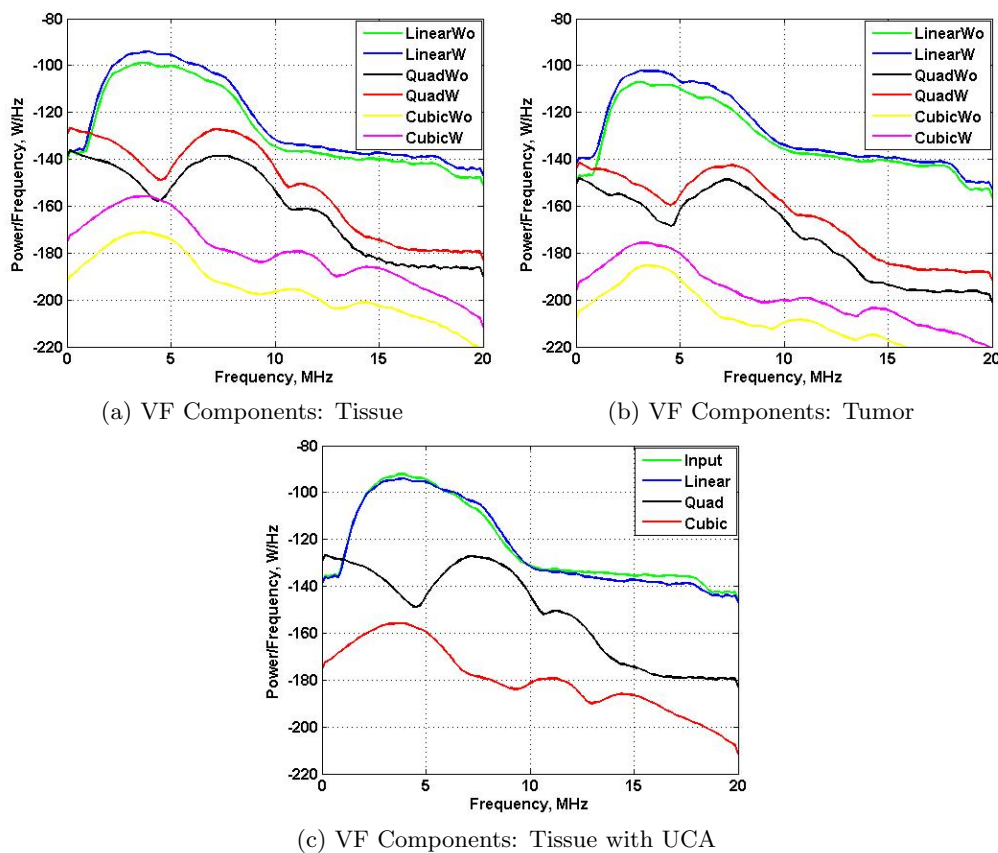 -80
-100
-120
-140
-160
-180
-200
-220
Power/Frequency, W/Hz
0 5 10 15 20
Frequency, MHz
LinearWo
LinearW
QuadWo
QuadW
CubicWo
CubicW
(a) VF Components: Tissue
-80
-100
-120
-140
-160
-180
-200
-220
Power/Frequency, W/Hz
0 5 10 15 20
Frequency, MHz
LinearWo
LinearW
QuadWo
QuadW
CubicWo
CubicW
(b) VF Components: Tumor
-80
-100
-120
-140
-160
-180
-200
-220
Power/Frequency, W/Hz
0 5 10 15 20
Frequency, MHz
Input
Linear
Quad
Cubic
(c) VF Components: Tissue with UCA